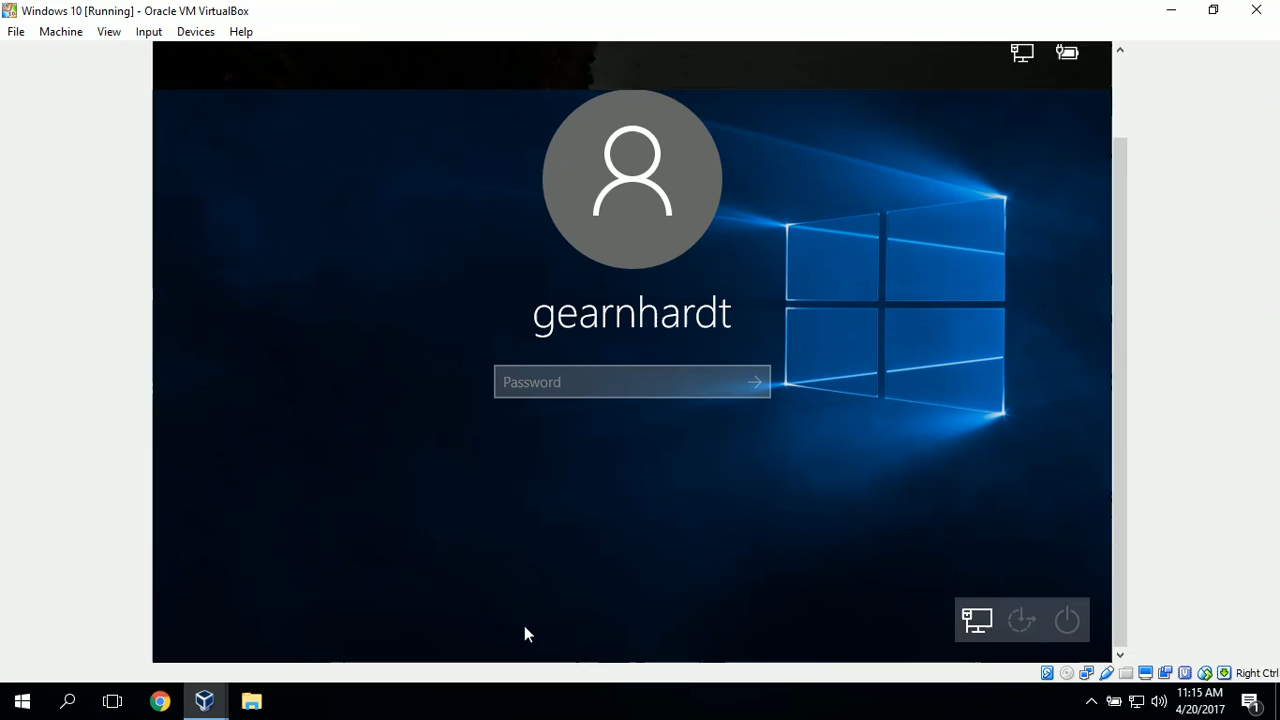 Windows 10 [Running] - Oracle VM VirtualBox
File Machine View Input Devices Help
gearnhardt
Password
Right Ctrl
11:15 AM
4/20/2017
1